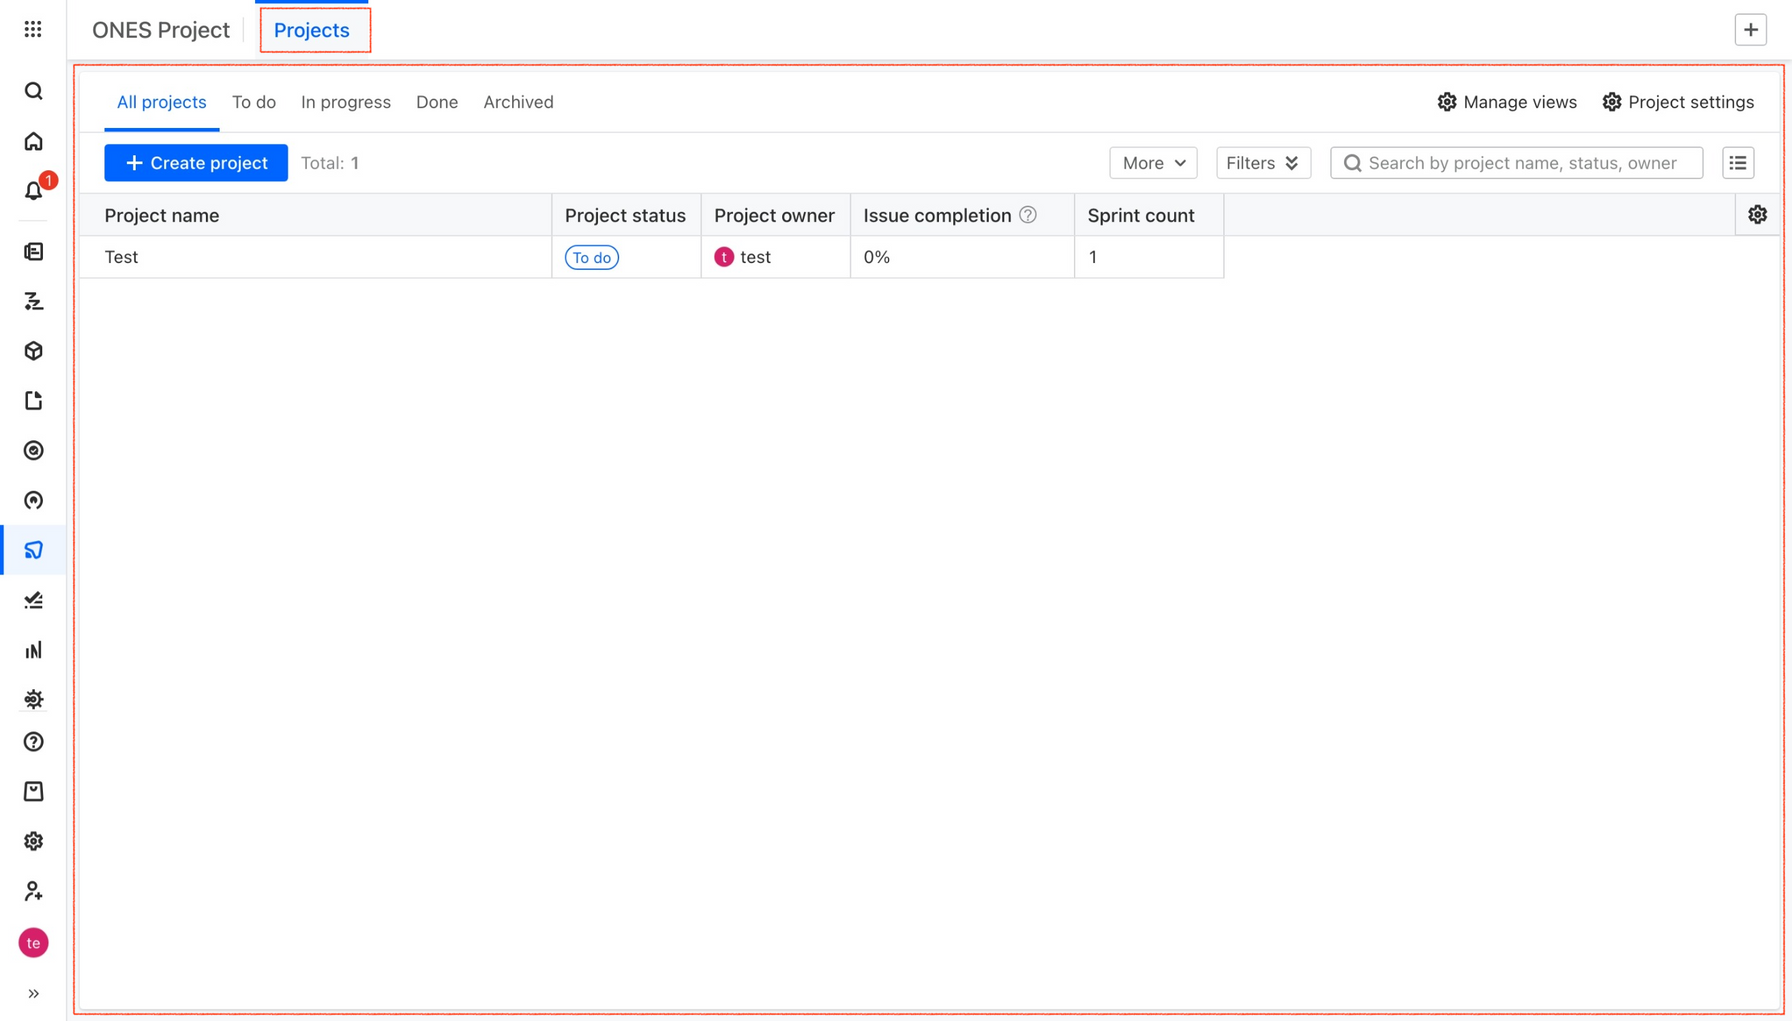 ONES Project Projects
All projects To do In progress Done Archived Manage views Project settings
Create project Total: 1 More Filters Search by project name, status, owner
Project name Project status Project owner Issue completion Sprint count
Test To do t test 0% 1
1
te